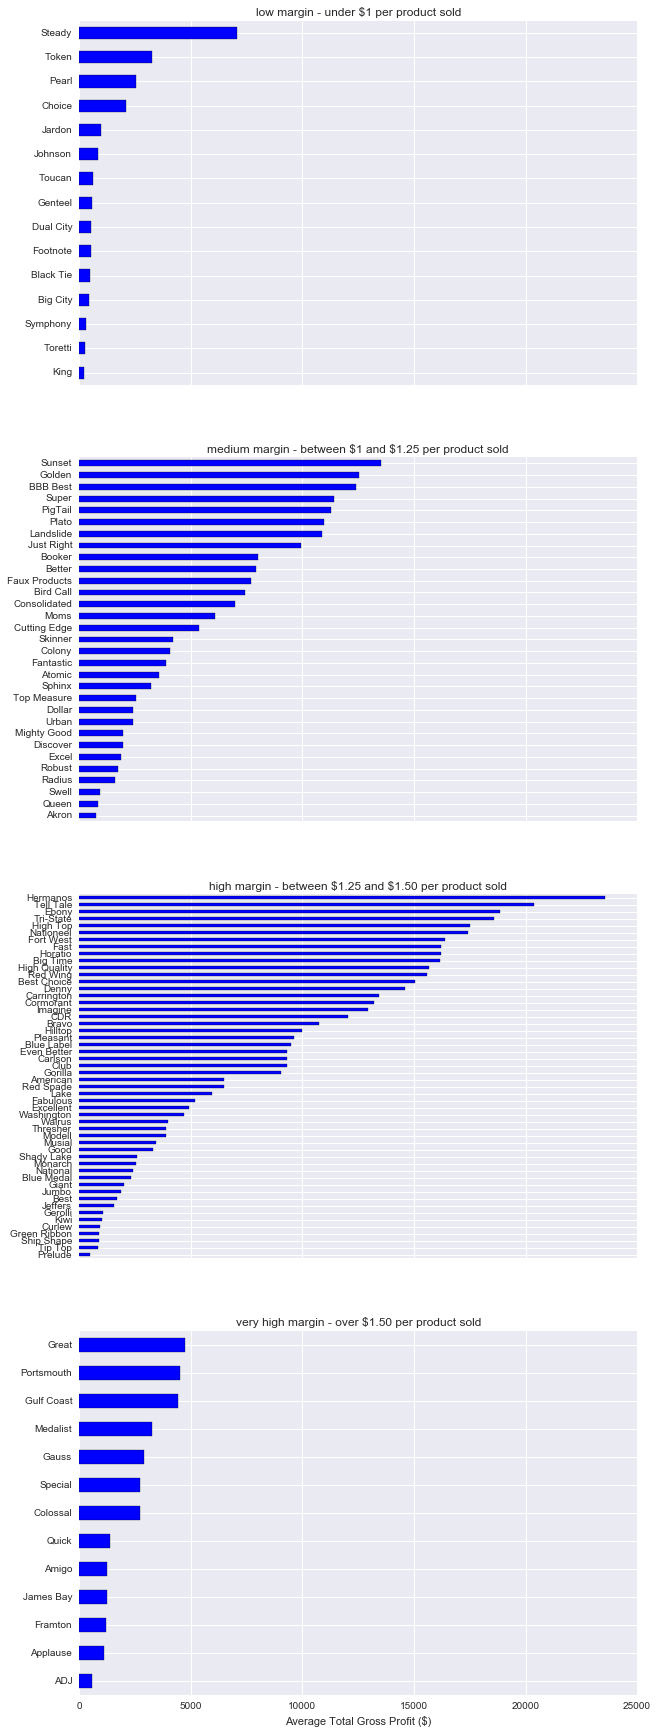 low margin - under $1 per product sold
Steady
Token
Pearl
Choice
Jardon
Johnson
Toucan
Genteel
Dual City
Footnote
Black Tie
Big City
Symphony
Toretti
King
medium margin - between $1 and $1.25 per product sold
Sunset
Golden
BBB Best
Super
PigTail
Plato
Landslide
Just Right
Booker
Better
Faux Products
Bird Call
Consolidated
Moms
Cutting Edge
Skinner
Colony
Fantastic
Atomic
Sphinx
Top Measure
Dollar
Urban
Mighty Good
Discover
Excel
Robust
Radius
Swell
Queen
Akron
high margin - between $1.25 and $1.50 per product sold
Hermanos
Tell Tale
Ebony
Tri-State
High Top
Nationeel
Fort West
Fast
Horatio
Big Time
High Quality
Red Wing
Best Choice
Denny
Carrington
Cormorant
Imagine
CDR
Bravo
Hilltop
Pleasant
Blue Label
Even Better
Carlson
Club
Gorilla
American
Red Spade
Lake
Fabulous
Excellent
Washington
Walrus
Thresher
Modell
Musial
Good
Shady Lake
Monarch
National
Blue Medal
Giant
Jumbo
Best
Jeffers
Gerolli
Kiwi
Curlew
Green Ribbon
Ship Shape
Tip Top
Prelude
very high margin - over $1.50 per product sold
Great
Portsmouth
Gulf Coast
Medalist
Gauss
Special
Colossal
Quick
Amigo
James Bay
Framton
Applause
ADJ
0 5000 10000 15000 20000 25000
Average Total Gross Profit ($)